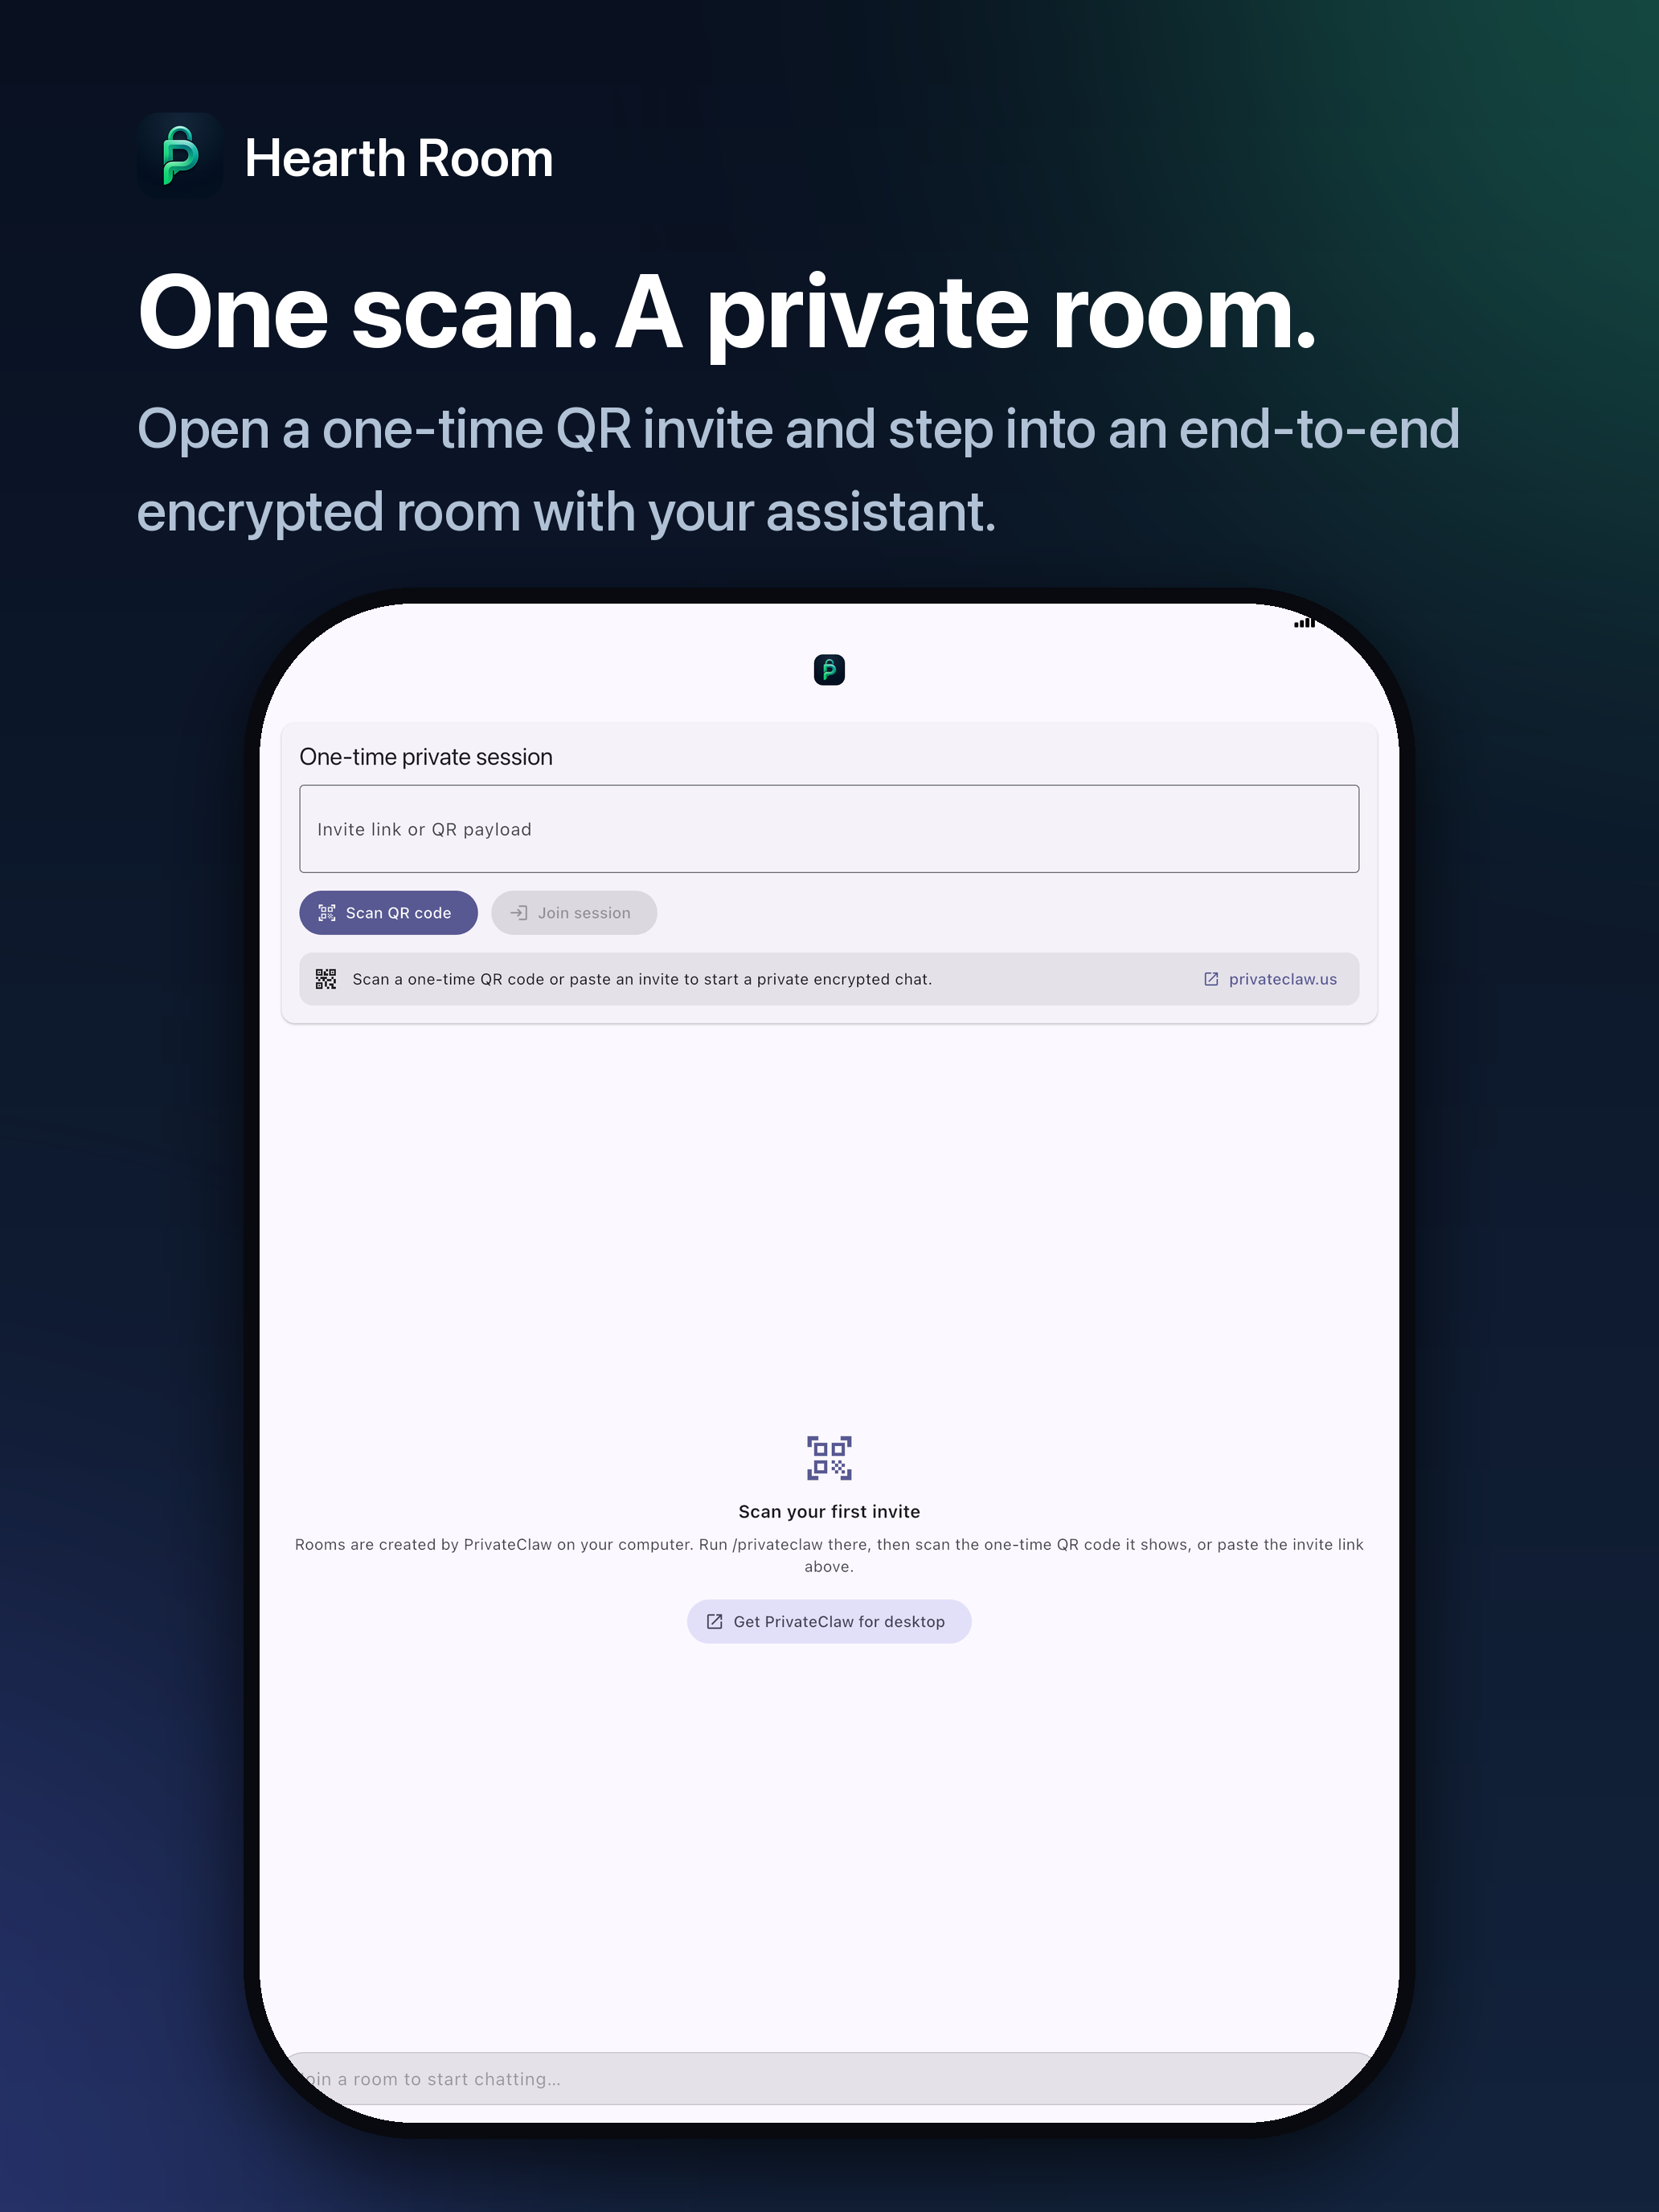 Hearth Room
One scan. A private room.
Open a one-time QR invite and step into an end-to-end
encrypted room with your assistant.
One-time private session
Invite link or QR payload
Scan QR code
Join session
Scan a one-time QR code or paste an invite to start a private encrypted chat.
privateclaw.us
Scan your first invite
Rooms are created by PrivateClaw on your computer. Run /privateclaw there, then scan the one-time QR code it shows, or paste the invite link
above.
Get PrivateClaw for desktop
oin a room to start chatting...